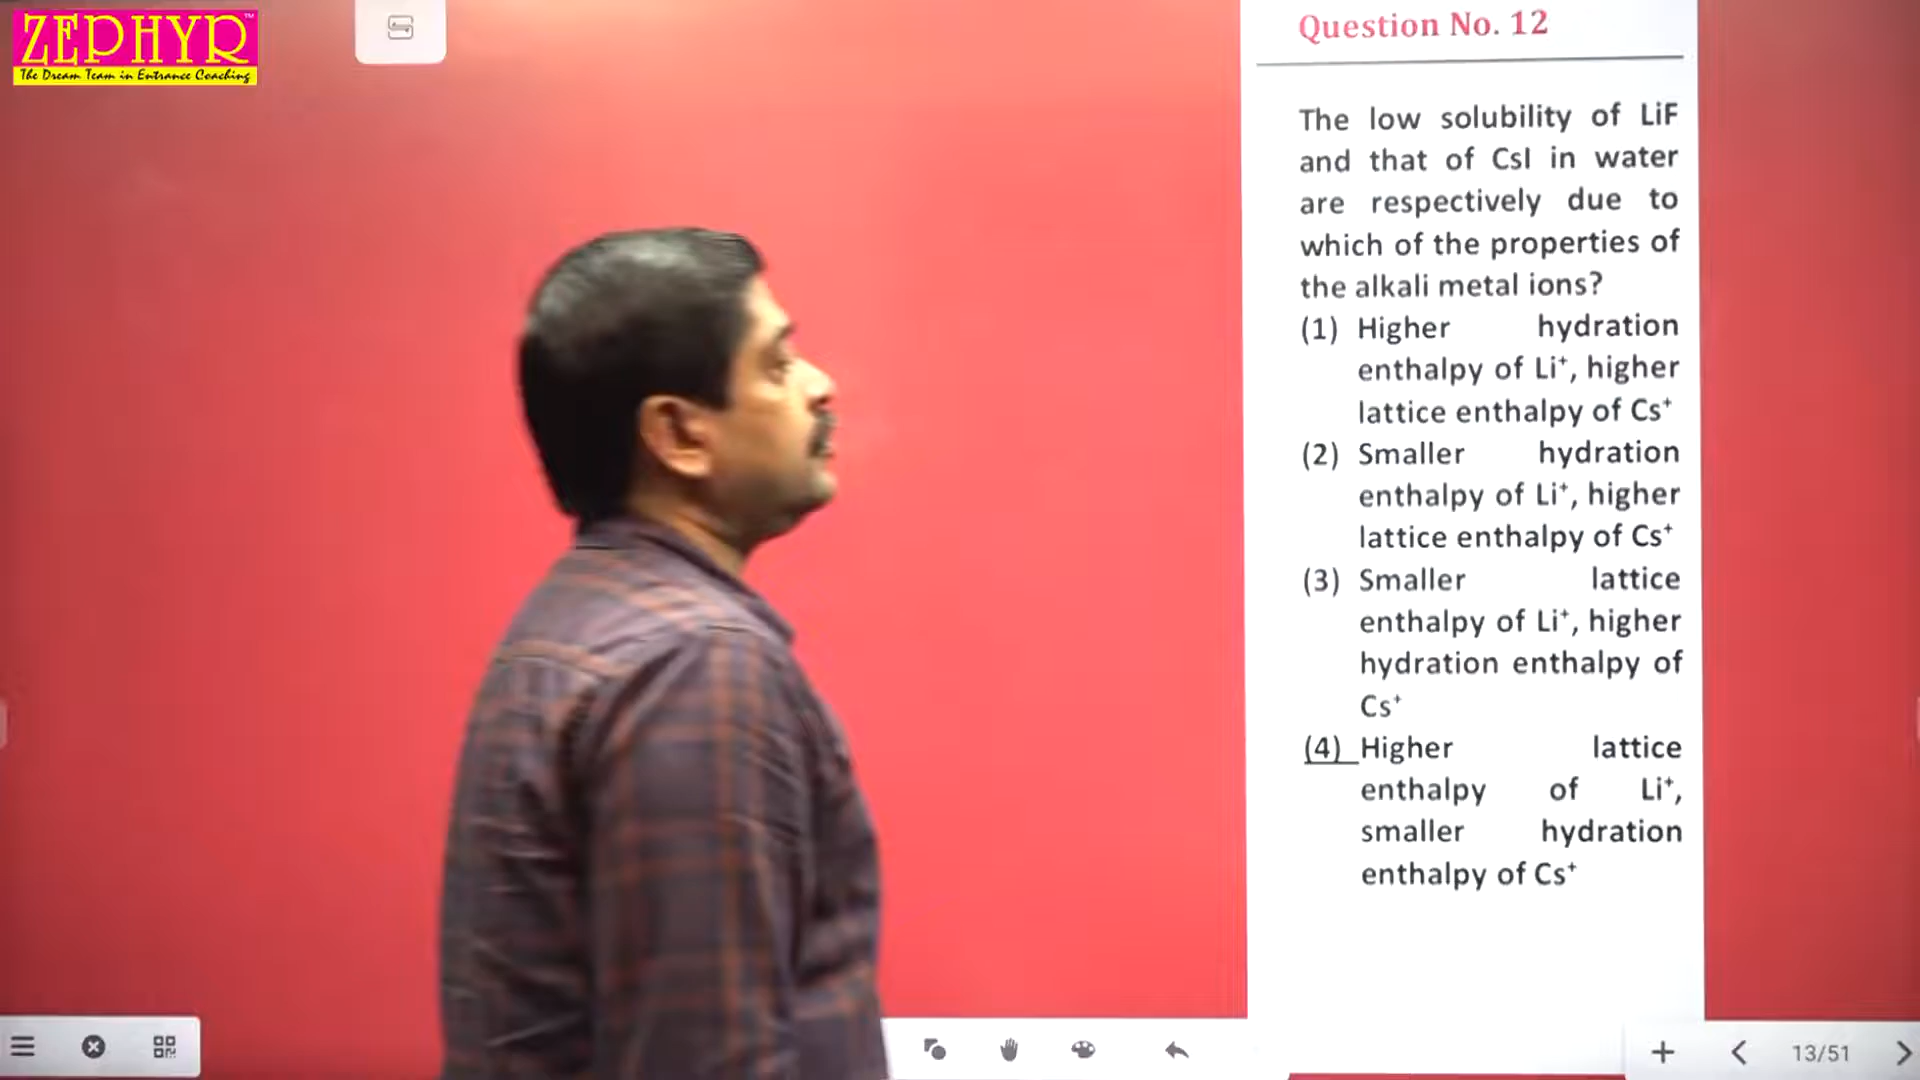 ZEPHYR™
The Dream Team in Entrance Coaching
Question No. 12
The low solubility of LiF
and that of CsI in water
are respectively due to
which of the properties of
the alkali metal ions?
(1) Higher hydration
enthalpy of Li⁺, higher
lattice enthalpy of Cs⁺
(2) Smaller hydration
enthalpy of Li⁺, higher
lattice enthalpy of Cs⁺
(3) Smaller lattice
enthalpy of Li⁺, higher
hydration enthalpy of
Cs⁺
(4) Higher lattice
enthalpy of Li⁺,
smaller hydration
enthalpy of Cs⁺
13/51